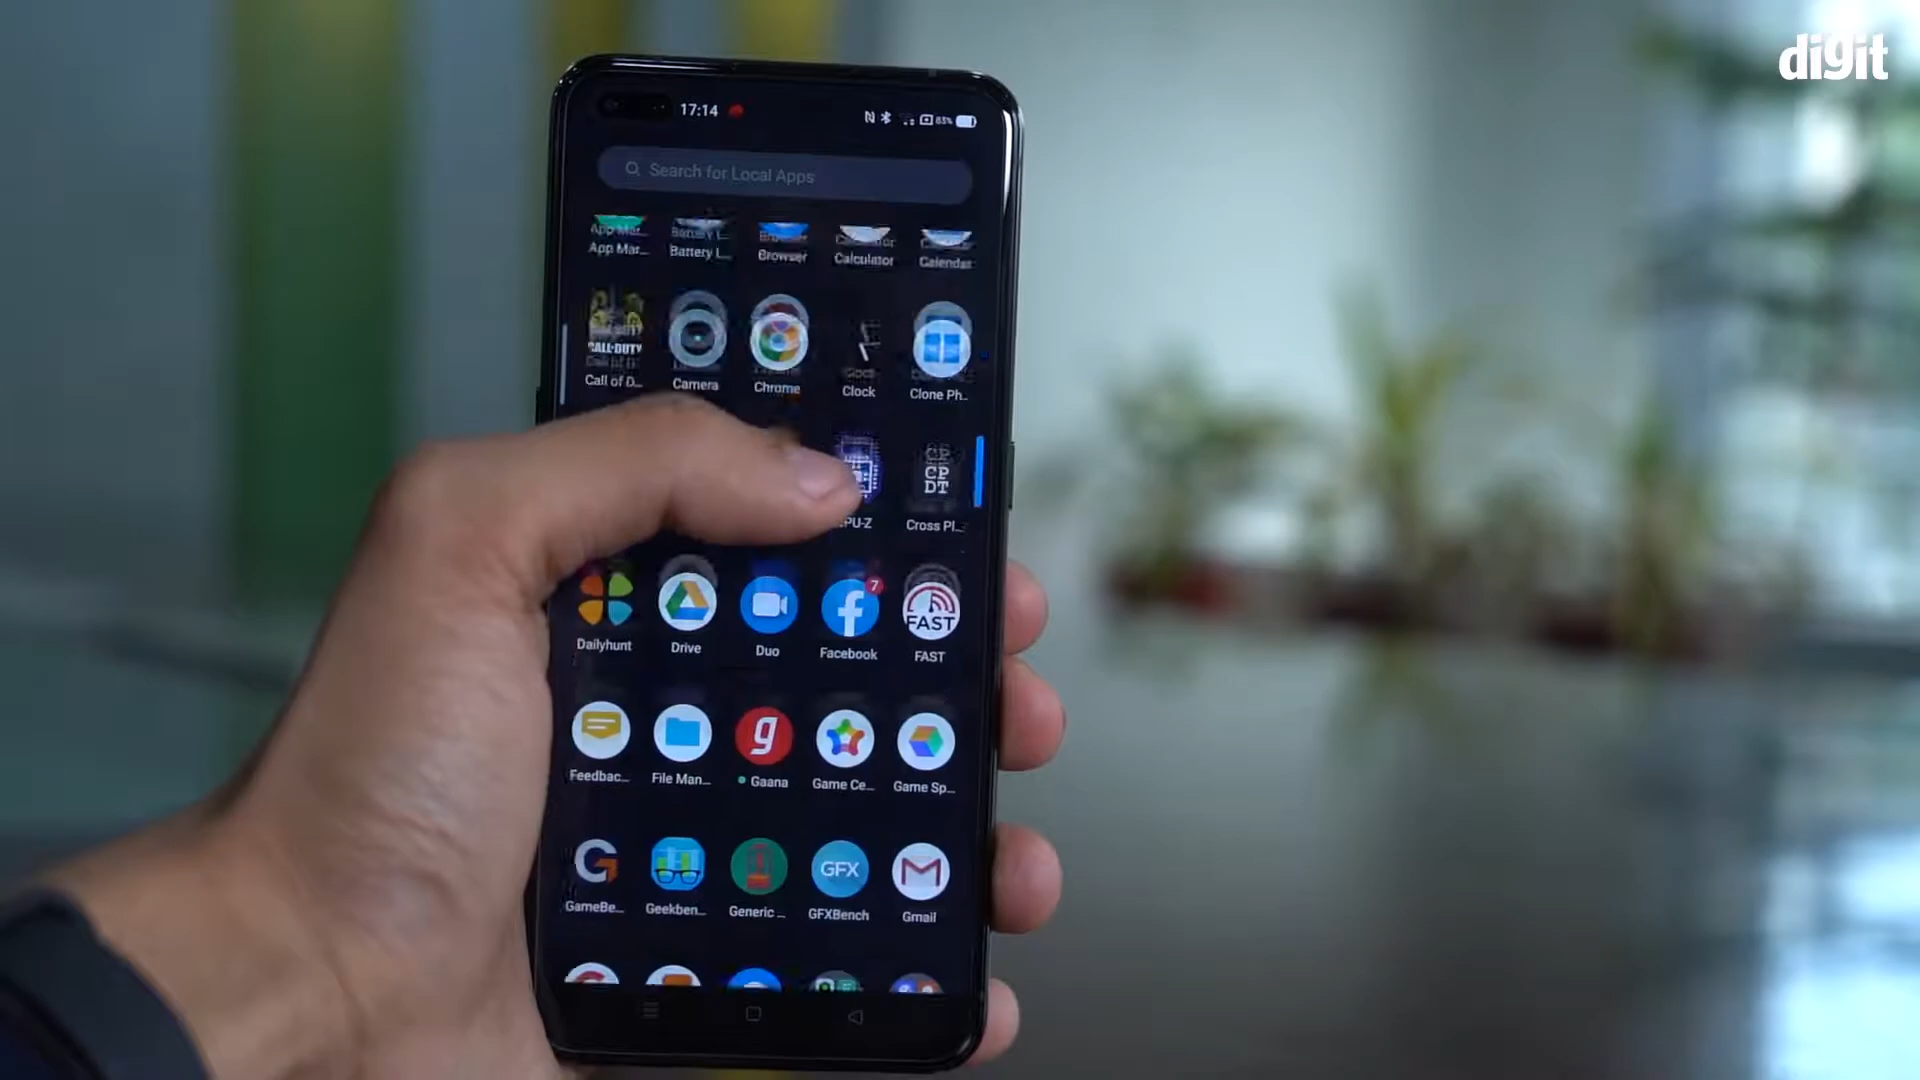 digit
17:14
83%
Search for Local Apps
App Mar... Battery L... Browser Calculator Calendar
CALL·DUTY
Call of D... Camera Chrome Clock Clone Ph...
CP
DT
PU-Z Cross Pl...
7
FAST
Dailyhunt Drive Duo Facebook FAST
g
Feedbac... File Man... Gaana Game Ce... Game Sp...
GFX
GameBe... Geekben... Generic ... GFXBench Gmail